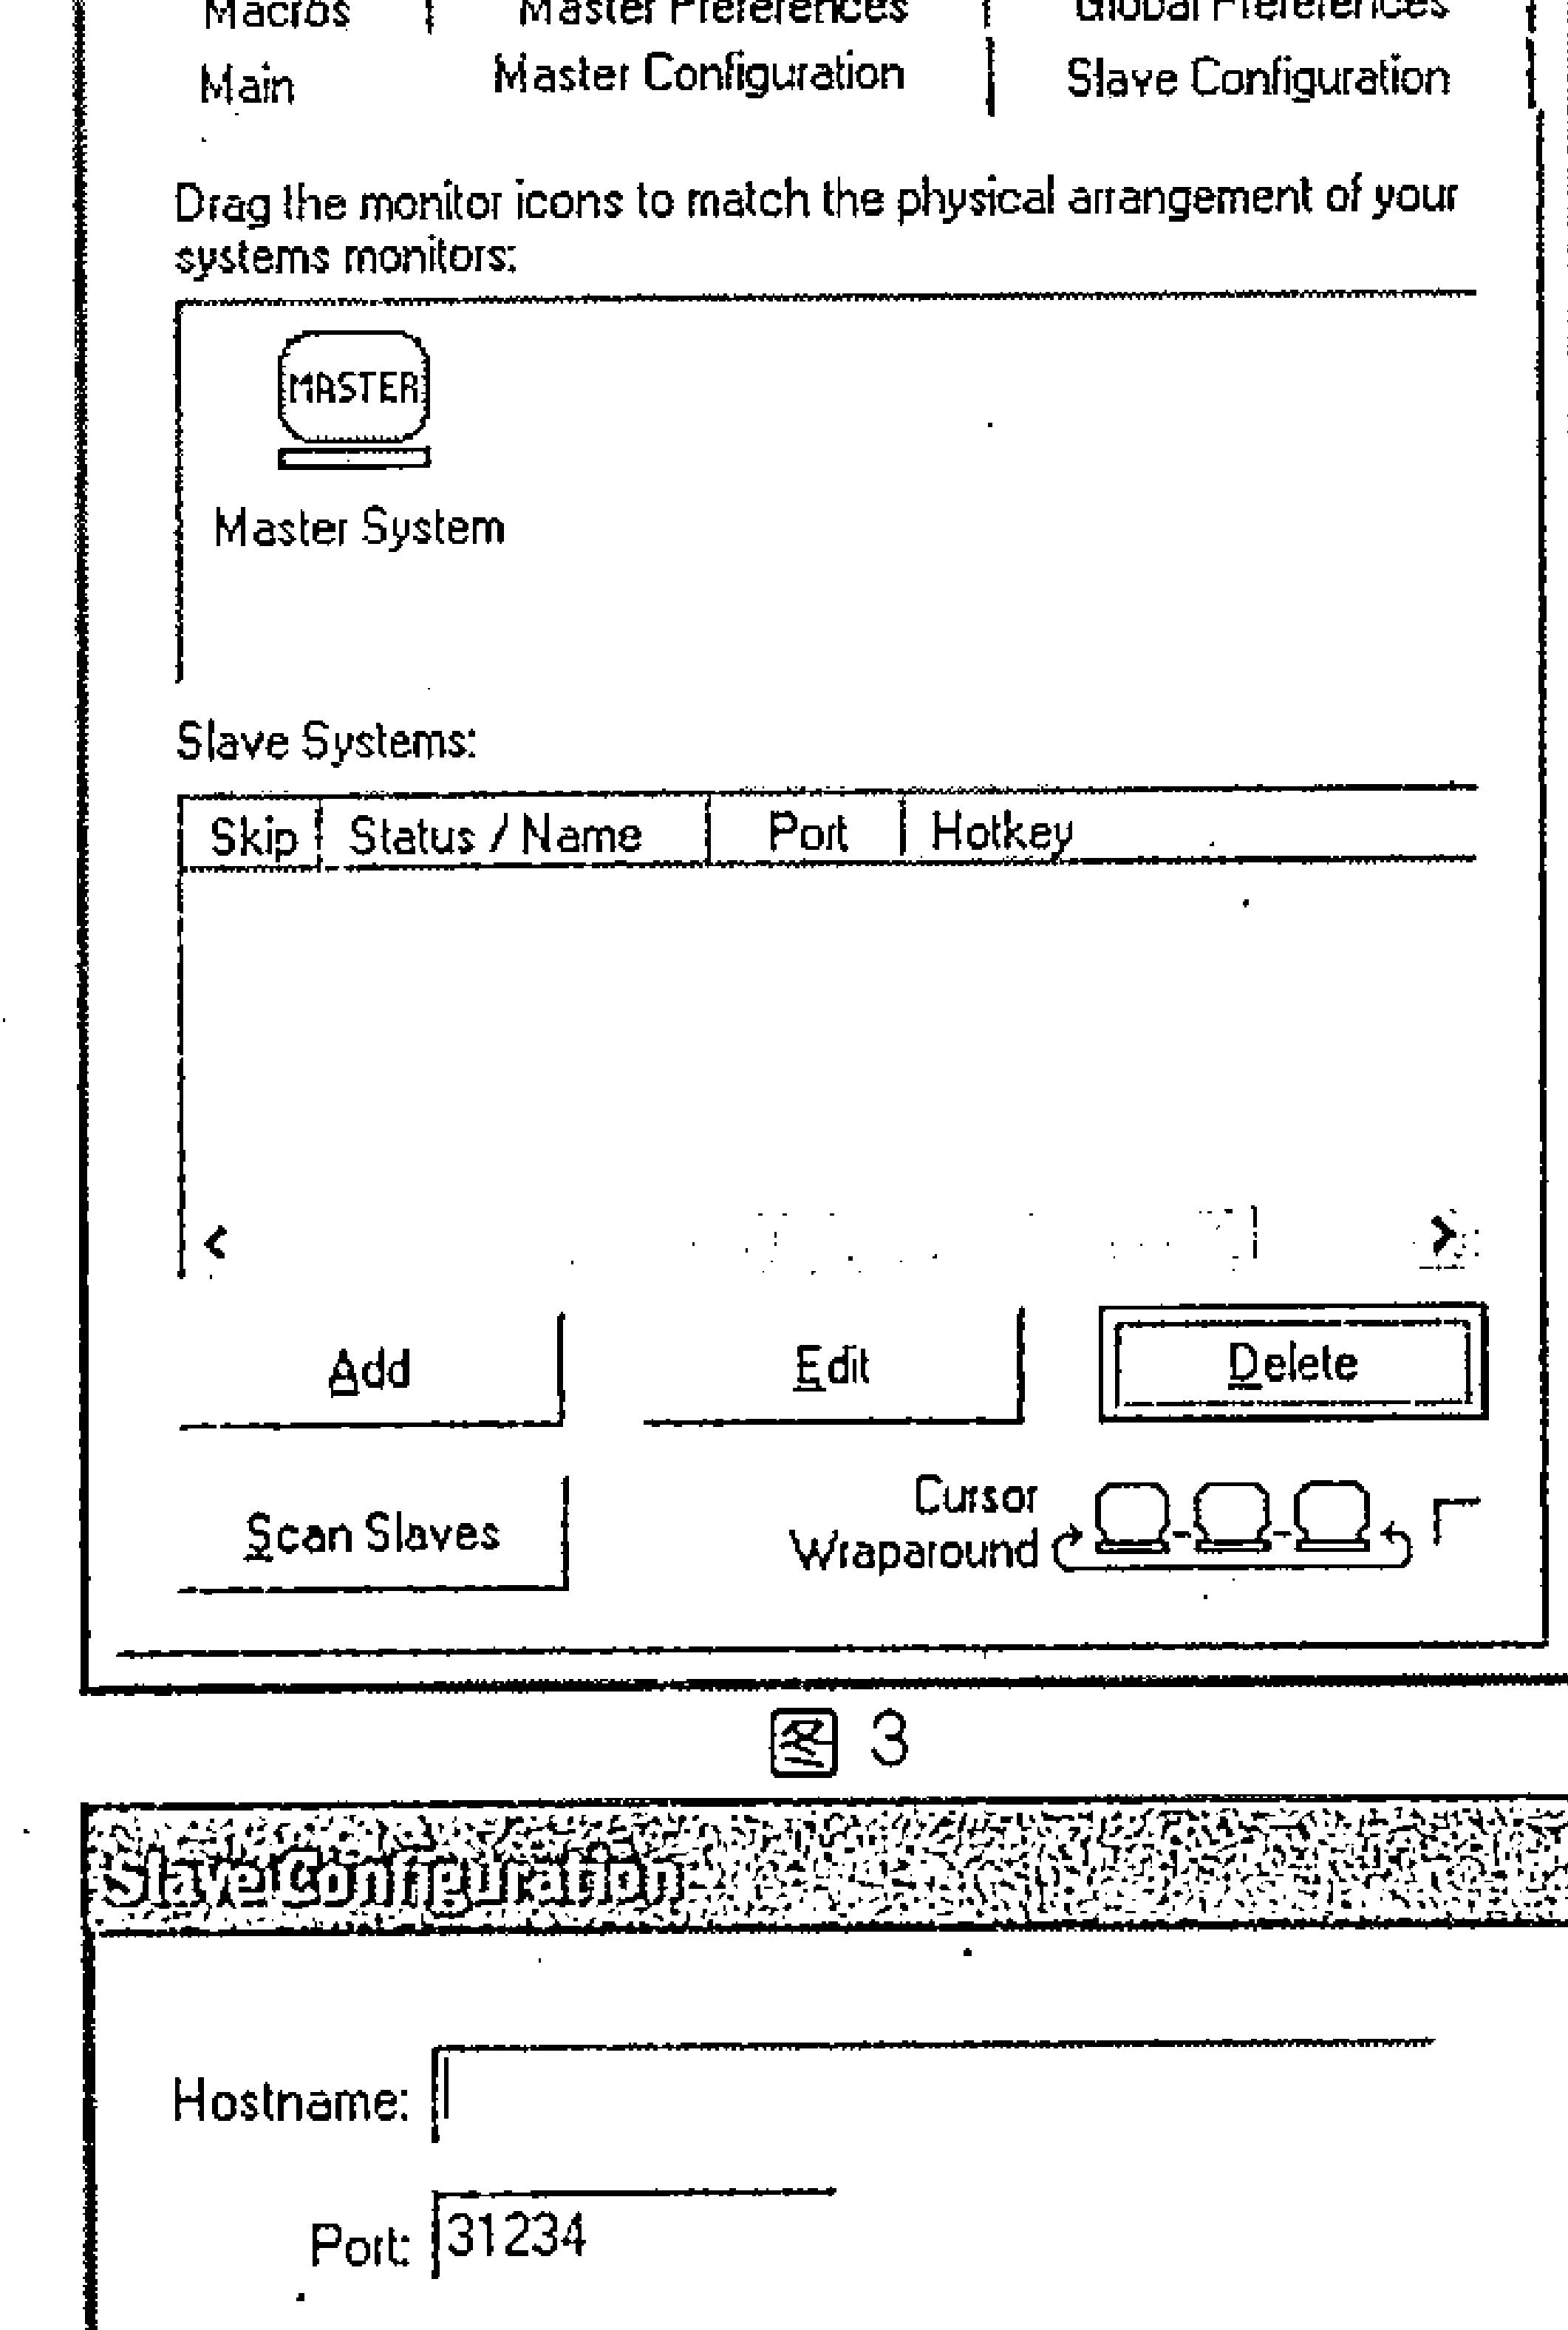 Macros Master Preferences Global Preferences
Main Master Configuration Slave Configuration
Drag the monitor icons to match the physical arrangement of your
systems monitors:
MASTER
Master System
Slave Systems:
Skip Status / Name Port Hotkey
Add Edit Delete
Scan Slaves Cursor
Wraparound
图 3
Slave Configuration
Hostname:
Port: 31234